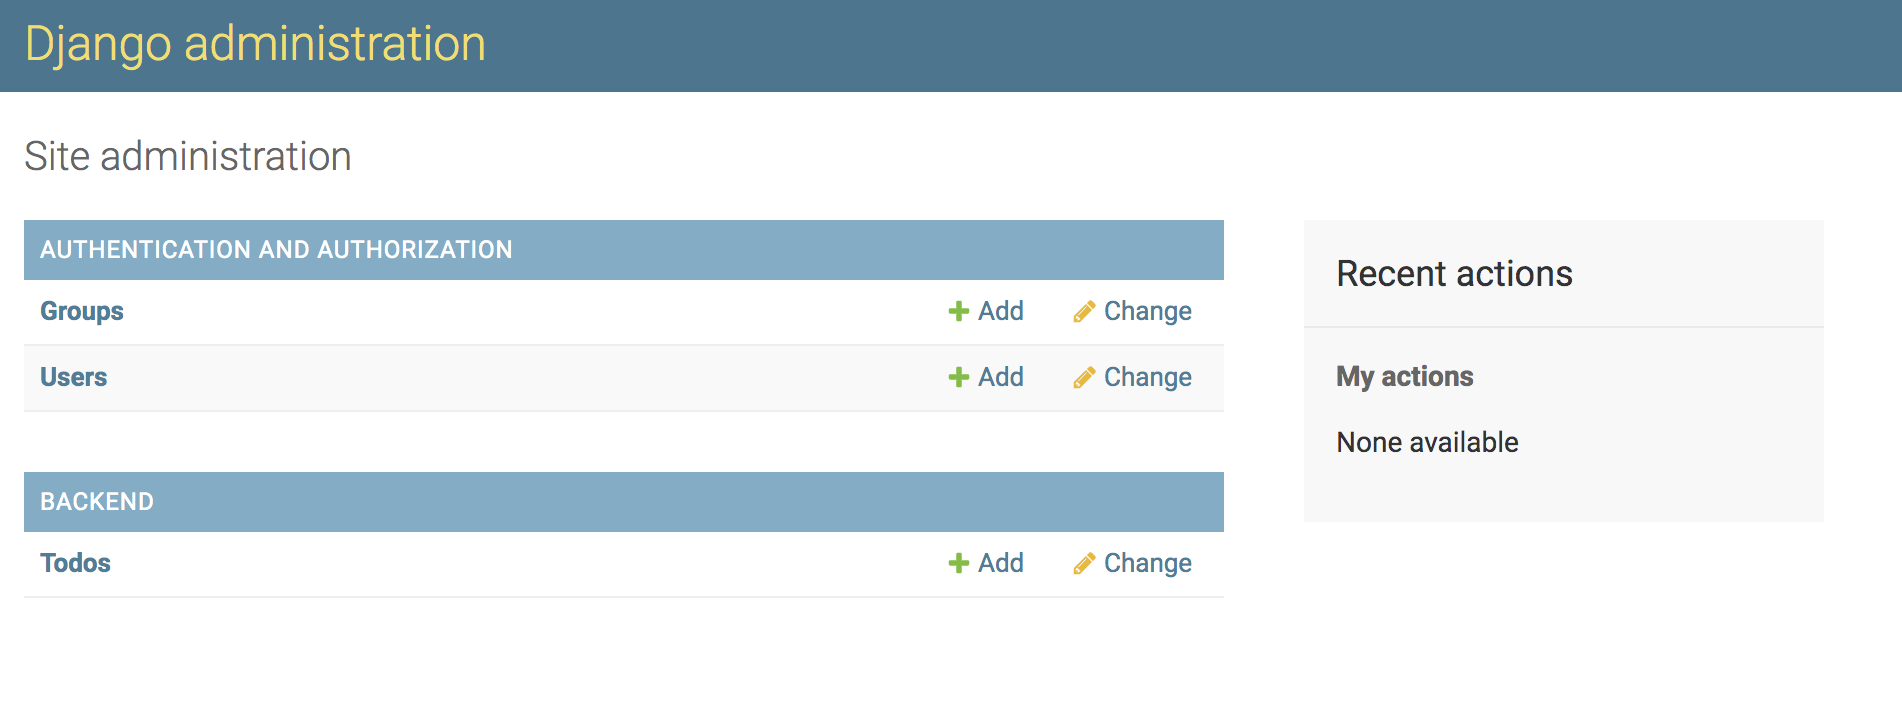 Django administration
Site administration
AUTHENTICATION AND AUTHORIZATION
Groups Add Change
Users Add Change
BACKEND
Todos Add Change
Recent actions
My actions
None available